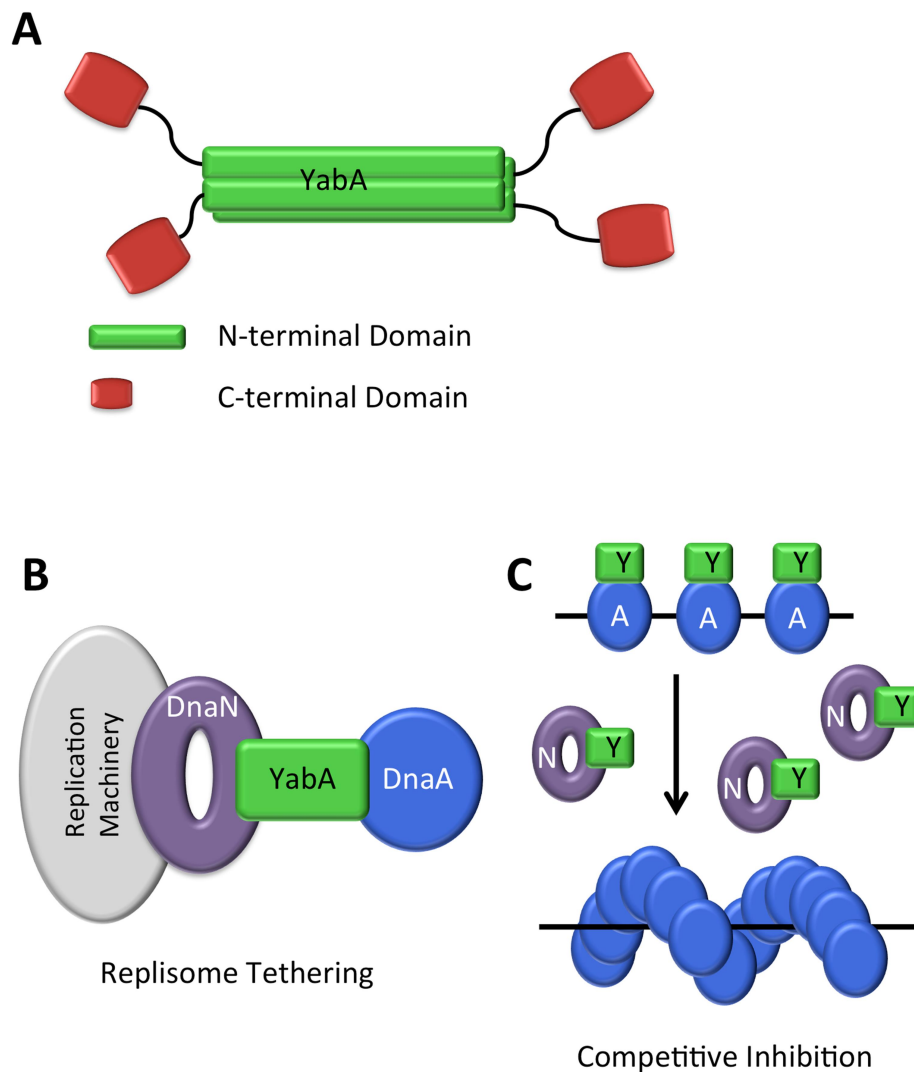 A
YabA
N-terminal Domain
C-terminal Domain
B
Replication
Machinery
DnaN
YabA
DnaA
Replisome Tethering
C
Y Y Y
A A A
N Y
N Y
N Y
Competitive Inhibition